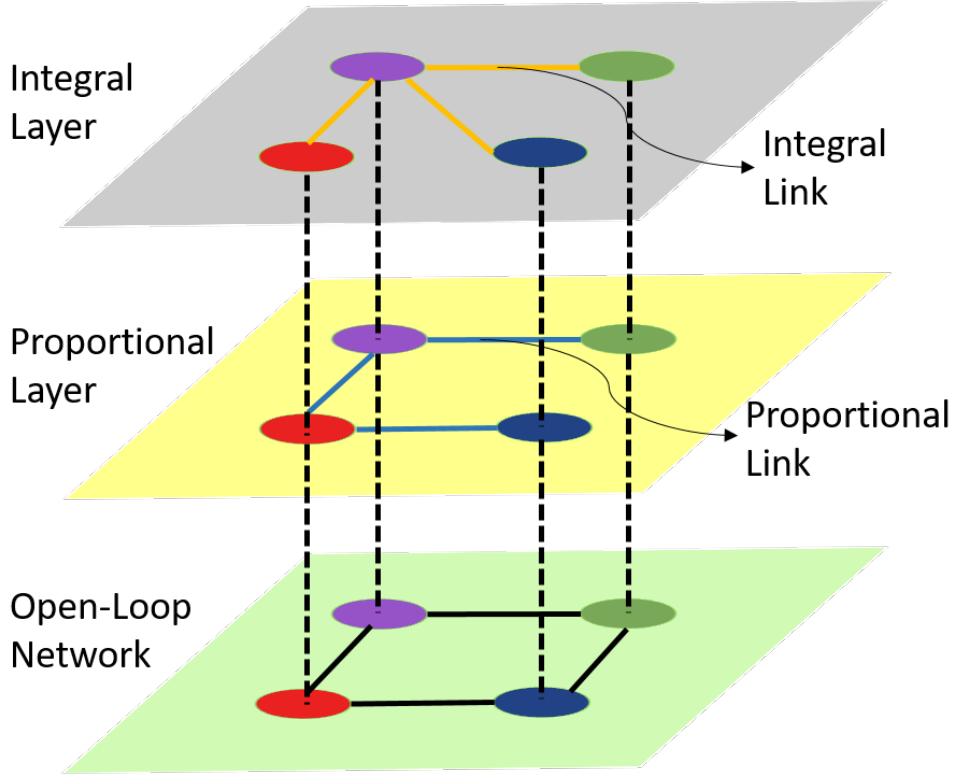 Integral
Layer
Integral
Link
Proportional
Layer
Proportional
Link
Open-Loop
Network